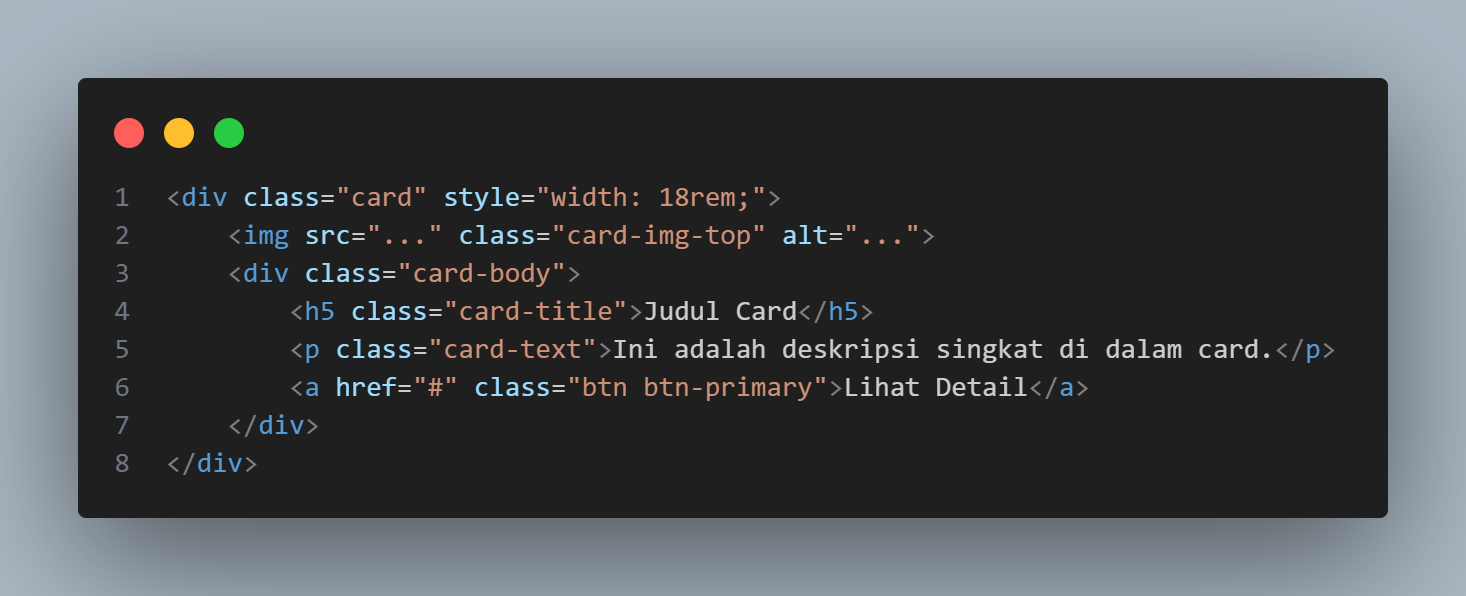 1 <div class="card" style="width: 18rem;">
2     <img src="..." class="card-img-top" alt="...">
3     <div class="card-body">
4         <h5 class="card-title">Judul Card</h5>
5         <p class="card-text">Ini adalah deskripsi singkat di dalam card.</p>
6         <a href="#" class="btn btn-primary">Lihat Detail</a>
7     </div>
8 </div>